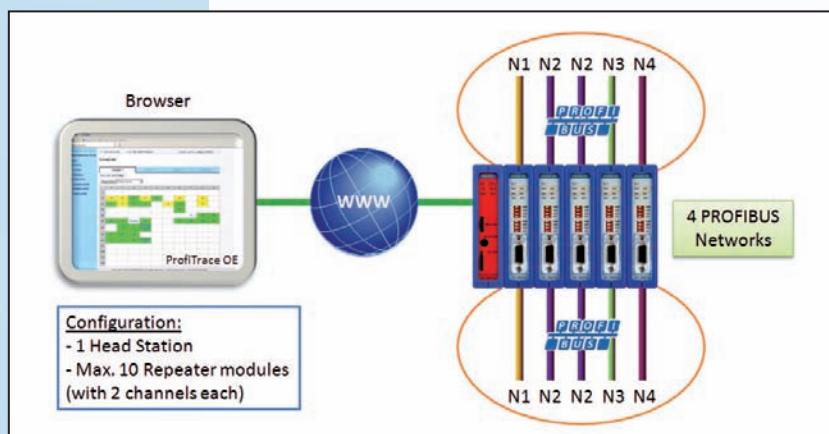 N1 N2 N2 N3 N4
Browser
PROFI
BUS
WWW
ProfiTrace OE
4 PROFIBUS
Networks
Configuration:
- 1 Head Station
- Max. 10 Repeater modules
(with 2 channels each)
PROFI
BUS
N1 N2 N2 N3 N4